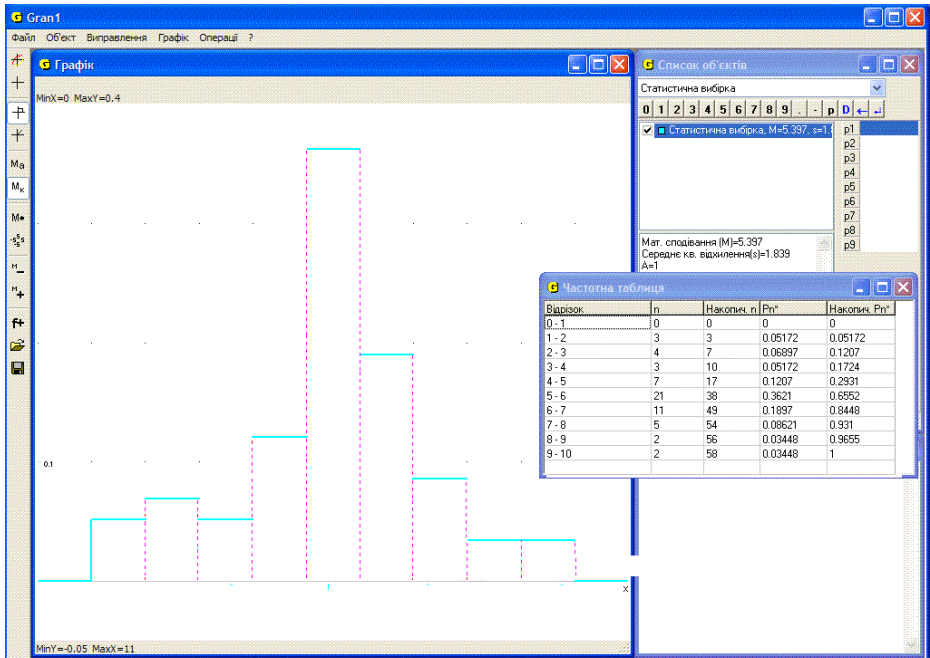 Gran1
Файл Об'єкт Виправлення Графік Операції ?
Графік
MinX=0 MaxY=0.4
0.1
X
MinY=-0.05 MaxX=11
Ma
Mк
M
M
M
f+
Список об'єктів
Статистична вибірка
0 1 2 3 4 5 6 7 8 9 . - p D ← ↵
Статистична вибірка, M=5.397, s=1.8
p1
p2
p3
p4
p5
p6
p7
p8
p9
Мат. сподівання (M)=5.397
Середнє кв. відхилення(s)=1.839
A=1
Частотна таблиця
Відрізок n Накопич. n Pn* Накопич. Pn*
0 - 1 0 0 0 0
1 - 2 3 3 0.05172 0.05172
2 - 3 4 7 0.06897 0.1207
3 - 4 3 10 0.05172 0.1724
4 - 5 7 17 0.1207 0.2931
5 - 6 21 38 0.3621 0.6552
6 - 7 11 49 0.1897 0.8448
7 - 8 5 54 0.08621 0.931
8 - 9 2 56 0.03448 0.9655
9 - 10 2 58 0.03448 1